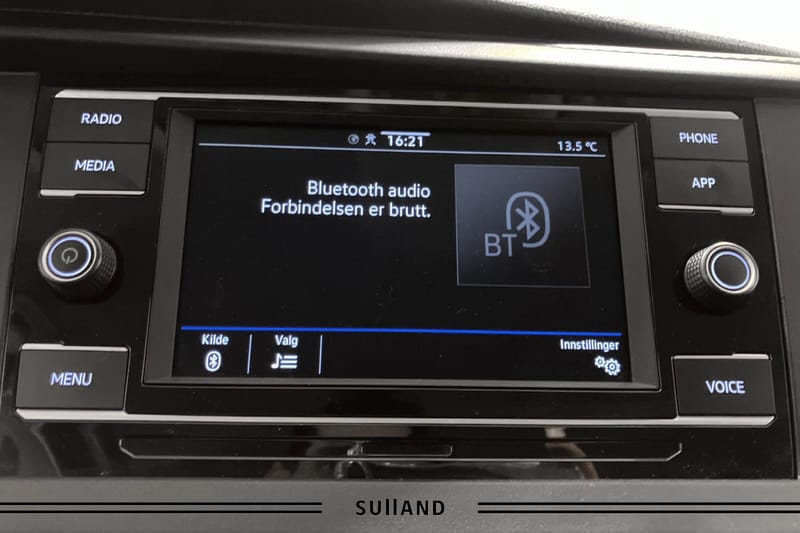 RADIO
MEDIA
MENU
16:21
13.5 °C
Bluetooth audio
Forbindelsen er brutt.
BT
Kilde
Valg
Innstillinger
PHONE
APP
VOICE
SUllAND